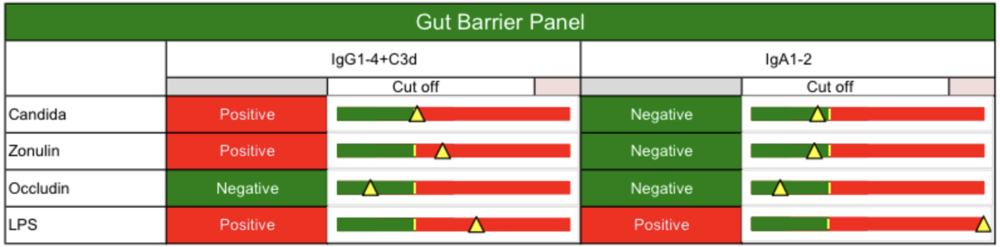 Gut Barrier Panel
IgG1-4+C3d IgA1-2
Cut off Cut off
Candida Positive Negative
Zonulin Positive Negative
Occludin Negative Negative
LPS Positive Positive